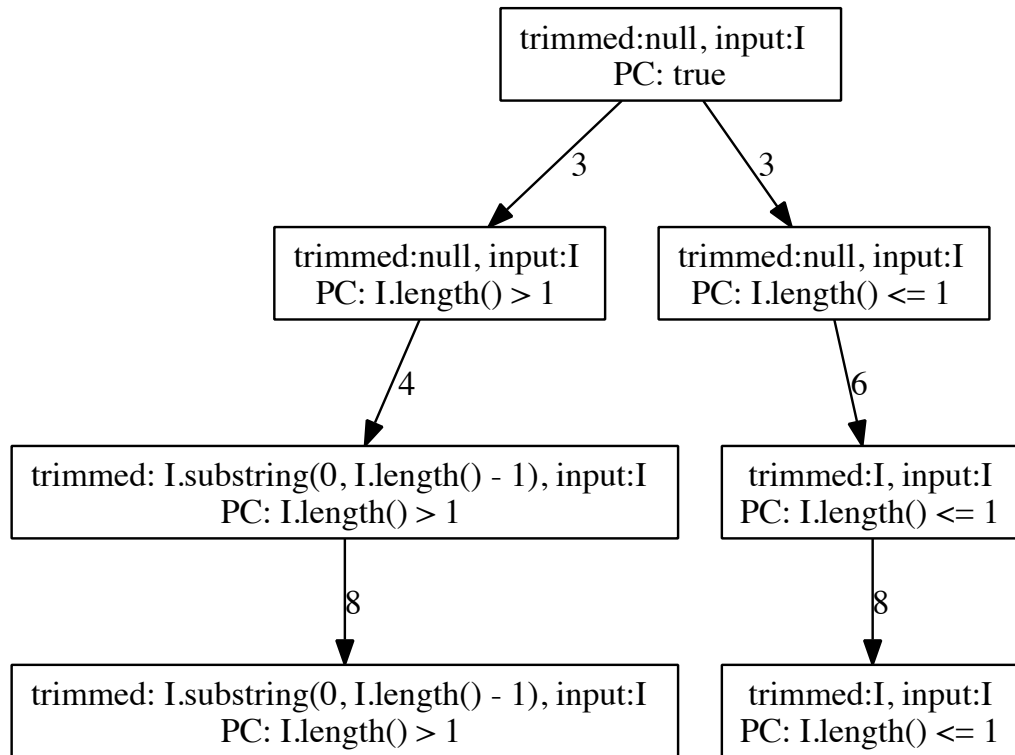 trimmed:null, input:I
PC: true
3
3
trimmed:null, input:I
PC: I.length() > 1
trimmed:null, input:I
PC: I.length() <= 1
4
6
trimmed: I.substring(0, I.length() - 1), input:I
PC: I.length() > 1
trimmed:I, input:I
PC: I.length() <= 1
8
8
trimmed: I.substring(0, I.length() - 1), input:I
PC: I.length() > 1
trimmed:I, input:I
PC: I.length() <= 1